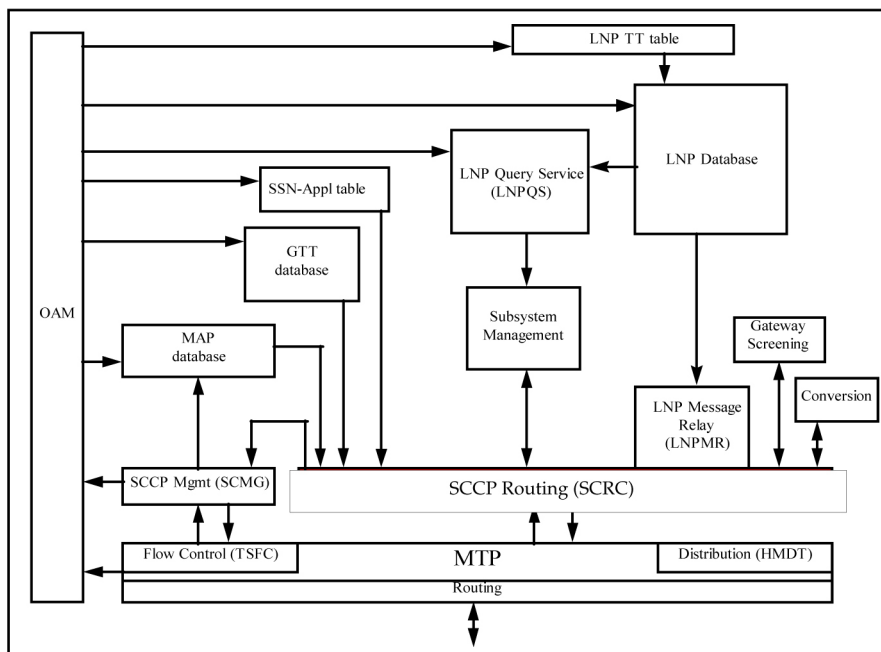 LNP TT table
LNP Database
LNP Query Service
(LNPQS)
SSN-Appl table
GTT
database
OAM
Subsystem
Management
MAP
database
Gateway
Screening
LNP Message
Relay
(LNPMR)
Conversion
SCCP Mgmt (SCMG)
SCCP Routing (SCRC)
Flow Control (TSFC)
MTP
Distribution (HMDT)
Routing